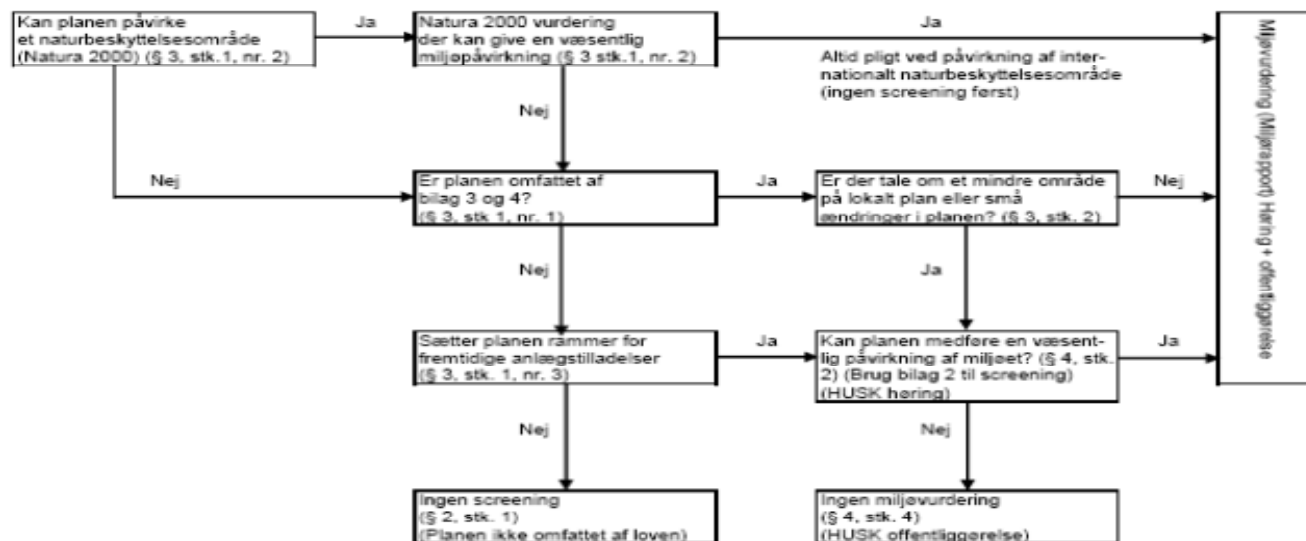 Kan planen påvirke
et naturbeskyttelsesområde
(Natura 2000) (§ 3, stk.1, nr. 2)
Ja
Natura 2000 vurdering
der kan give en væsentlig
miljøpåvirkning (§ 3 stk.1, nr. 2)
Ja
Altid pligt ved påvirkning af inter-
nationalt naturbeskyttelsesområde
(ingen screening først)
Miljøvurdering (Miljørapport) Høring + offentliggørelse
Nej
Nej
Er planen omfattet af
bilag 3 og 4?
(§ 3, stk 1, nr. 1)
Ja
Er der tale om et mindre område
på lokalt plan eller små
ændringer i planen? (§ 3, stk. 2)
Nej
Nej
Ja
Sætter planen rammer for
fremtidige anlægstilladelser
(§ 3, stk. 1, nr. 3)
Ja
Kan planen medføre en væsent-
lig påvirkning af miljøet? (§ 4, stk.
2) (Brug bilag 2 til screening)
(HUSK høring)
Ja
Nej
Nej
Ingen screening
(§ 2, stk. 1)
(Planen ikke omfattet af loven)
Ingen miljøvurdering
(§ 4, stk. 4)
(HUSK offentliggørelse)